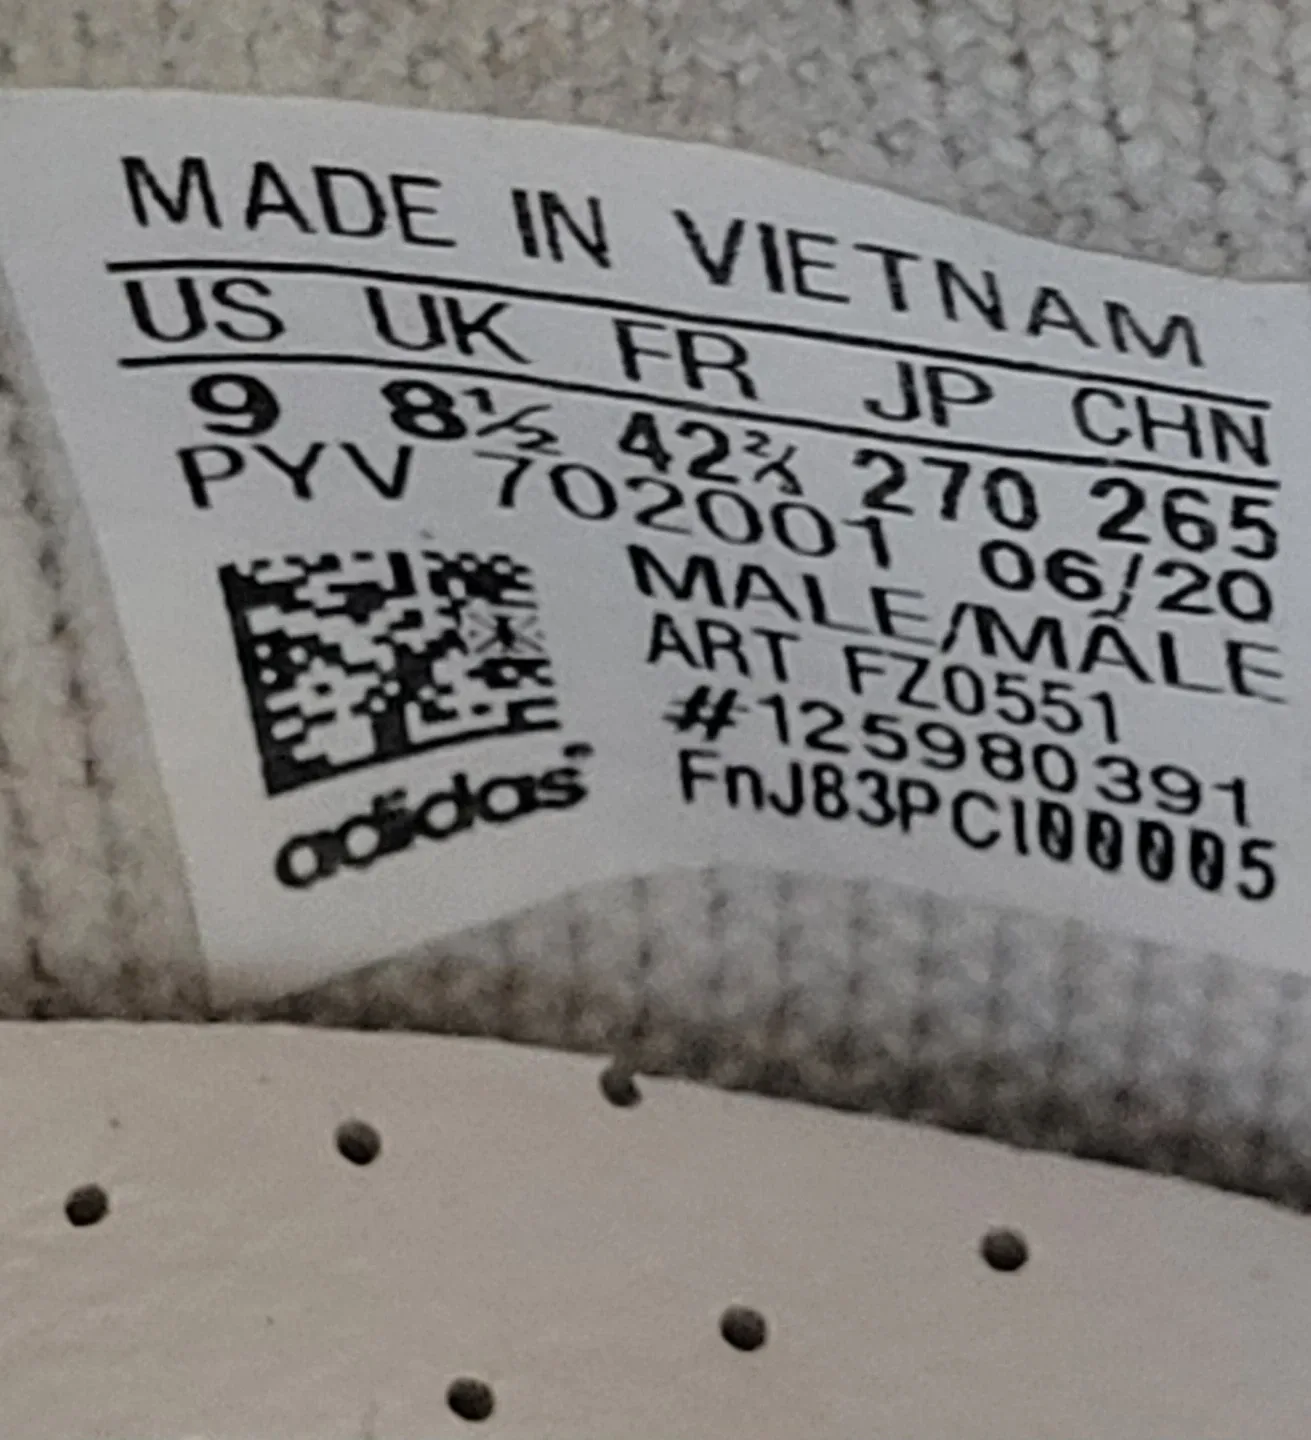 MADE IN VIETNAM
US UK FR JP CHN
9 8½ 42⅔ 270 265
PYV 702001 06/20
MALE/MÂLE
ART FZ0551
#125980391
FnJ83PCI00005
adidas